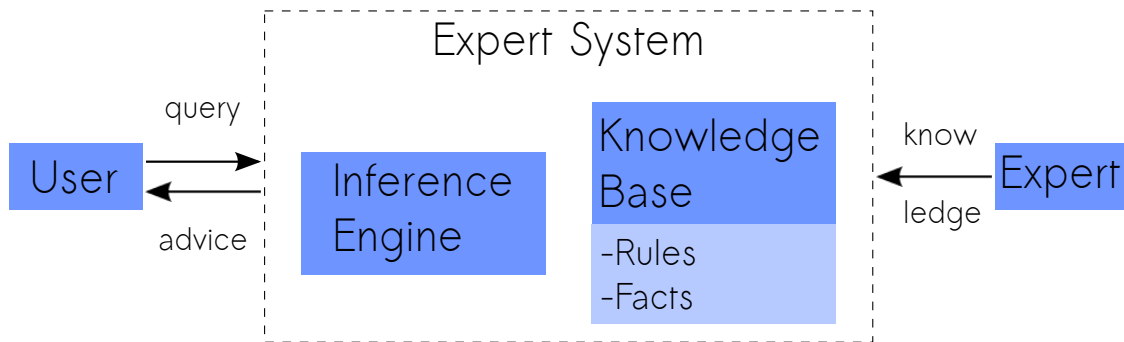 Expert System
query
User
advice
Inference
Engine
Knowledge
Base
-Rules
-Facts
know
ledge
Expert